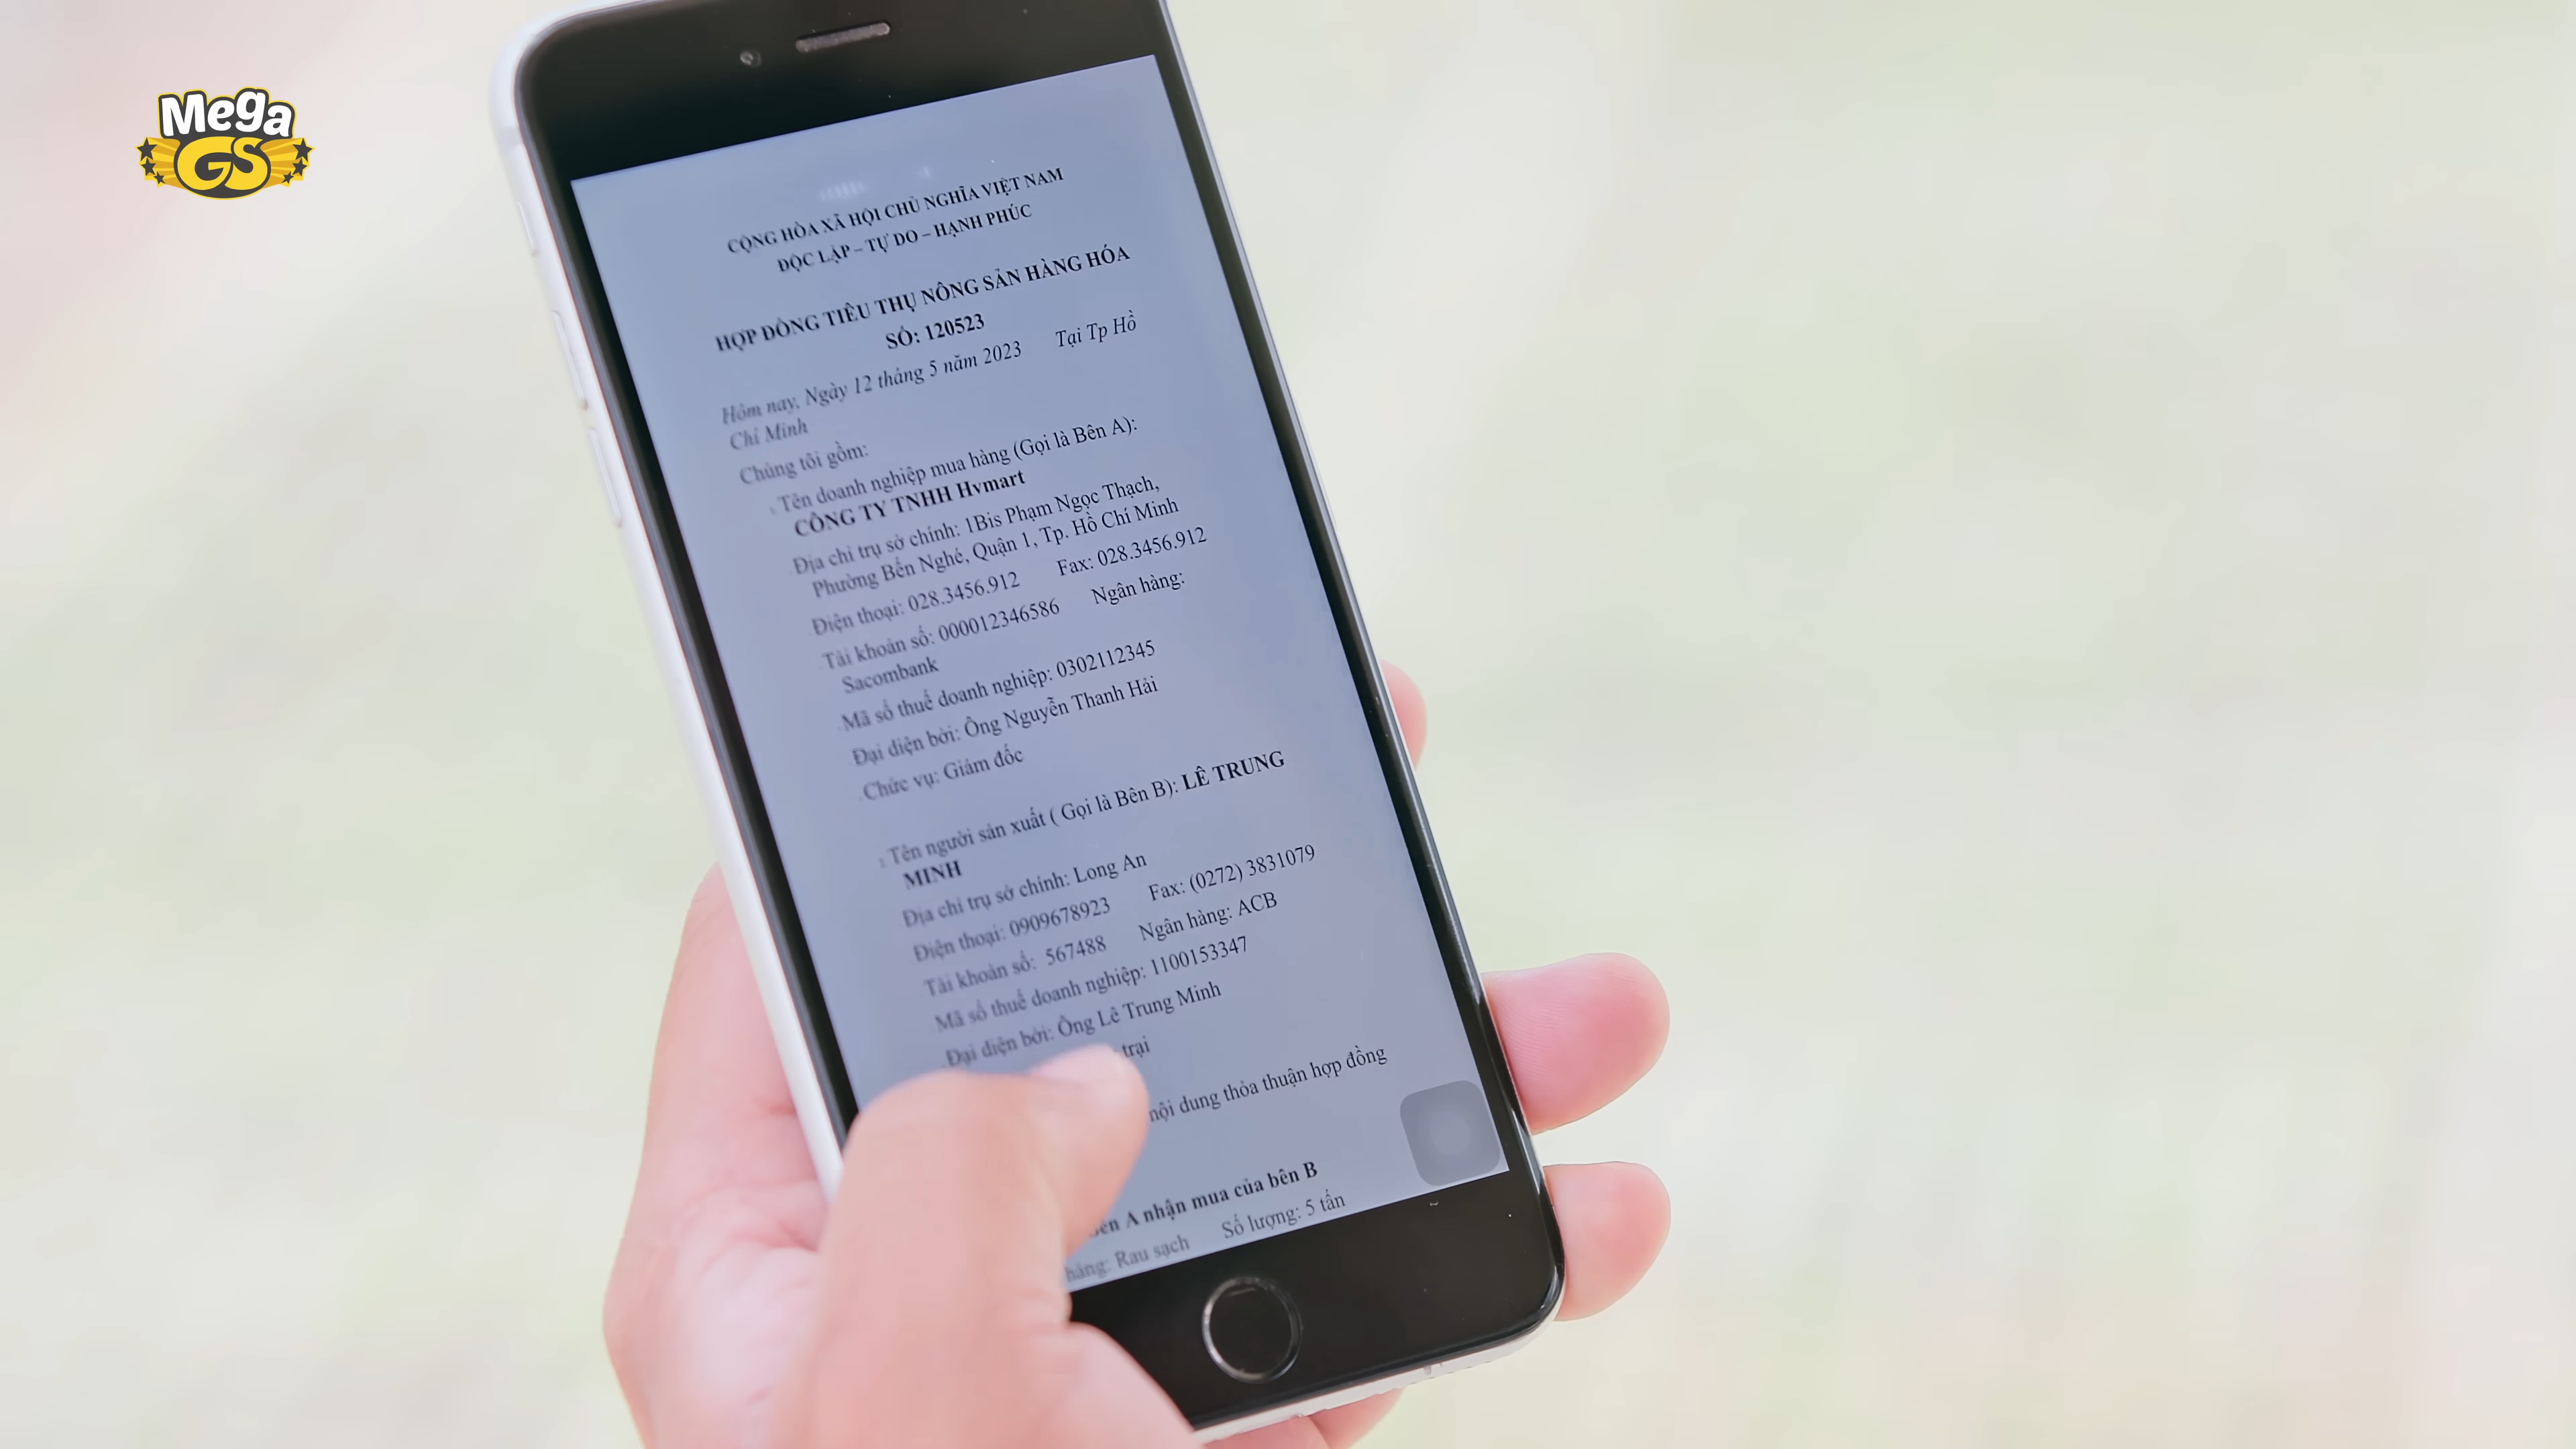 Mega
GS
CỘNG HÒA XÃ HỘI CHỦ NGHĨA VIỆT NAM
ĐỘC LẬP – TỰ DO – HẠNH PHÚC
HỢP ĐỒNG TIÊU THỤ NÔNG SẢN HÀNG HÓA
SỐ: 120523
Hôm nay, Ngày 12 tháng 5 năm 2023 Tại Tp Hồ
Chí Minh
Chúng tôi gồm:
Tên doanh nghiệp mua hàng (Gọi là Bên A):
CÔNG TY TNHH Hvmart
Địa chỉ trụ sở chính: 1Bis Phạm Ngọc Thạch,
Phường Bến Nghé, Quận 1, Tp. Hồ Chí Minh
Điện thoại: 028.3456.912 Fax: 028.3456.912
Tài khoản số: 000012346586 Ngân hàng:
Sacombank
Mã số thuế doanh nghiệp: 0302112345
Đại diện bởi: Ông Nguyễn Thanh Hải
Chức vụ: Giám đốc
Tên người sản xuất ( Gọi là Bên B): LÊ TRUNG
MINH
Địa chỉ trụ sở chính: Long An
Điện thoại: 0909678923 Fax: (0272) 3831079
Tài khoản số: 567488 Ngân hàng: ACB
Mã số thuế doanh nghiệp: 1100153347
Đại diện bởi: Ông Lê Trung Minh
trại
nội dung thỏa thuận hợp đồng
A nhận mua của bên B
hàng: Rau sạch Số lượng: 5 tấn